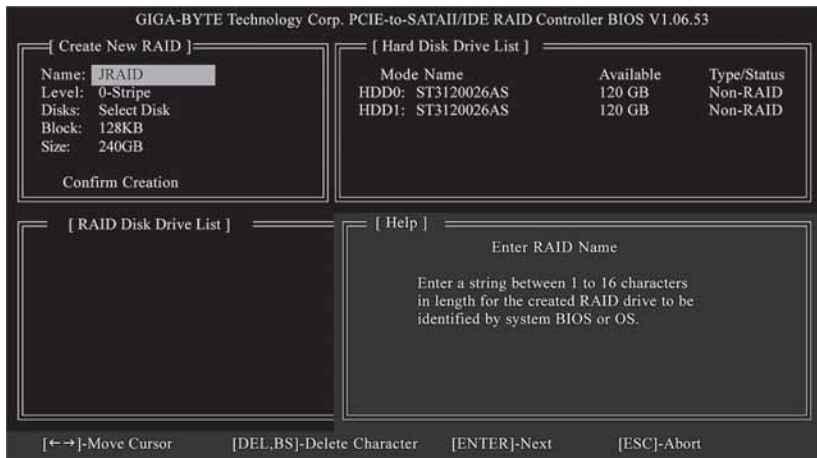 GIGA-BYTE Technology Corp. PCIE-to-SATAII/IDE RAID Controller BIOS V1.06.53
[ Create New RAID ]
Name: JRAID
Level: 0-Stripe
Disks: Select Disk
Block: 128KB
Size: 240GB
Confirm Creation
[ Hard Disk Drive List ]
Mode Name Available Type/Status
HDD0: ST3120026AS 120 GB Non-RAID
HDD1: ST3120026AS 120 GB Non-RAID
[ RAID Disk Drive List ]
[ Help ]
Enter RAID Name
Enter a string between 1 to 16 characters
in length for the created RAID drive to be
identified by system BIOS or OS.
[←→]-Move Cursor [DEL,BS]-Delete Character [ENTER]-Next [ESC]-Abort